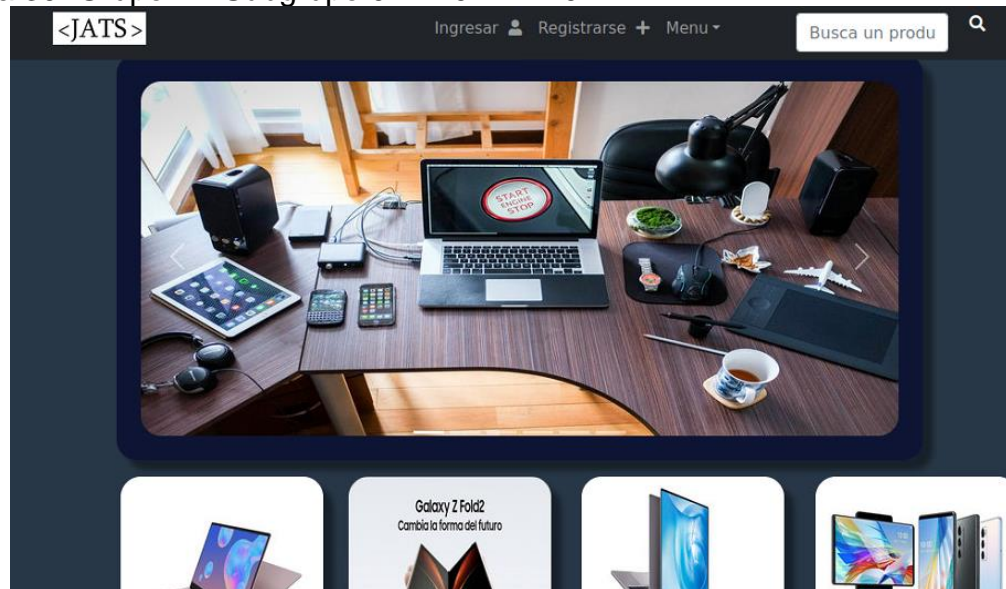 <JATS>
Ingresar Registrarse Menu
Busca un produ
START
ENGINE
STOP
Galaxy Z Fold2
Cambia la forma del futuro